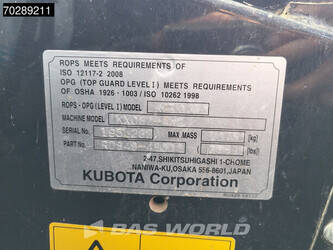 70289211
ROPS MEETS REQUIREMENTS OF
ISO 12117-2 2008
OPG (TOP GUARD LEVEL I) MEETS REQUIREMENTS
OF OSHA 1926 · 1003 / ISO 10262 1998
ROPS · OPG (LEVEL I) MODEL
MACHINE MODEL
SERIAL No.
MAX.MASS
[kg]
PART No.
[lbs]
2-47, SHIKITSUHIGASHI 1-CHOME
NANIWA-KU, OSAKA 556-8601, JAPAN
KUBOTA Corporation
BAS
World